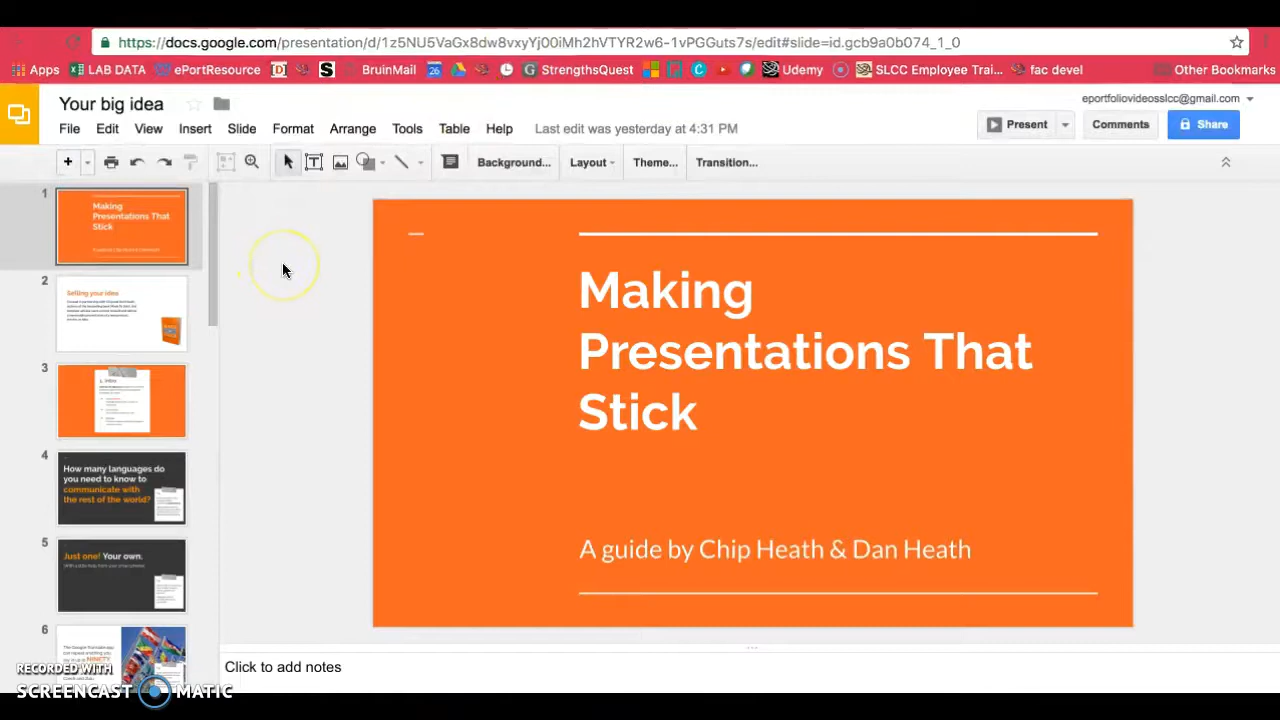 https://docs.google.com/presentation/d/1z5NU5VaGx8dw8vxyYj00iMh2hVTYR2w6-1vPGGuts7s/edit#slide=id.gcb9a0b074_1_0
Apps LAB DATA ePortResource BruinMail 26 StrengthsQuest Udemy SLCC Employee Trai... fac devel Other Bookmarks
Your big idea
eportfoliovideosslcc@gmail.com
File Edit View Insert Slide Format Arrange Tools Table Help Last edit was yesterday at 4:31 PM
Present Comments Share
Background... Layout Theme... Transition...
1
Making
Presentations That
Stick
2
Selling your idea
3
4
How many languages do
you need to know to
communicate with
the rest of the world?
5
Just one! Your own.
6
Making
Presentations That
Stick
A guide by Chip Heath & Dan Heath
Click to add notes
RECORDED WITH
SCREENCAST MATIC